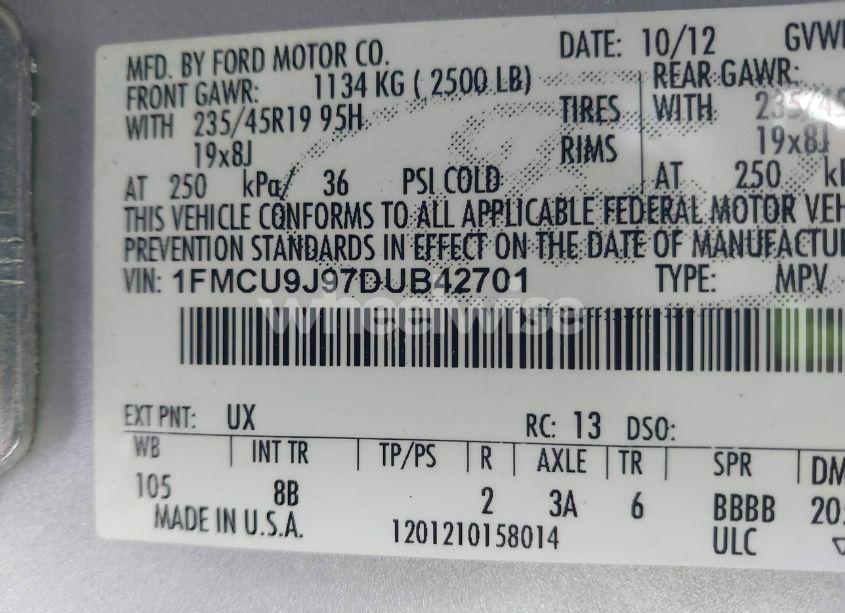 MFD. BY FORD MOTOR CO. DATE: 10/12
FRONT GAWR: 1134 KG ( 2500 LB) REAR GAWR:
WITH 235/45R19 95H TIRES WITH 235/45
19x8J RIMS 19x8J
AT 250 kPa/ 36 PSI COLD AT 250
THIS VEHICLE CONFORMS TO ALL APPLICABLE FEDERAL MOTOR
PREVENTION STANDARDS IN EFFECT ON THE DATE OF
VIN: 1FMCU9J97DUB42701 TYPE: MPV
wheelwise
EXT PNT: UX RC: 13 DSO:
WB INT TR TP/PS R AXLE TR SPR
105 8B 2 3A 6 BBBB
MADE IN U.S.A. 1201210158014 ULC